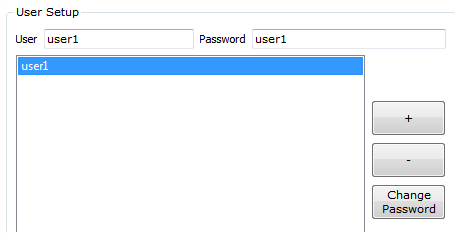 User Setup
User user1 Password user1
user1
+
-
Change
Password